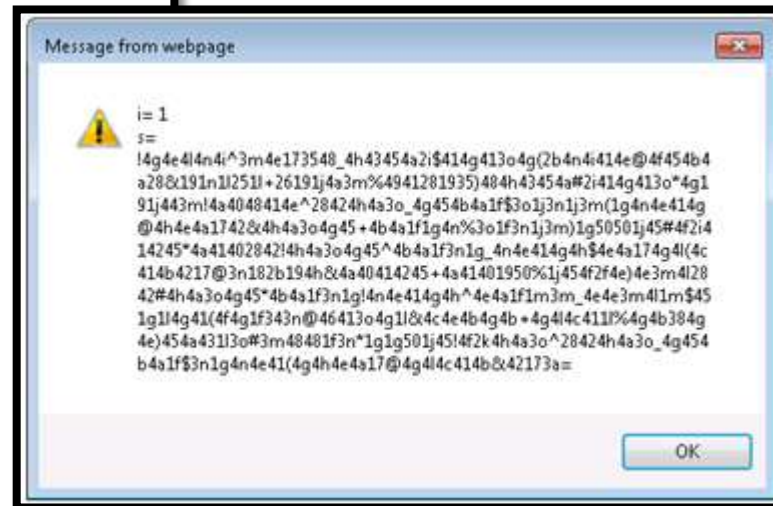 Message from webpage
i= 1
s=
!4g4e4l4n4i^3m4e173548_4h43454a2i$414g413o4g(2b4n4i414e@4f454b4
a28&191n1l251l+26191j4a3m%4941281935)484h43454a#2i414g413o*4g1
91j443m!4a4048414e^28424h4a3o_4g454b4a1f$3o1j3n1j3m(1g4n4e414g
@4h4e4a1742&4h4a3o4g45+4b4a1f1g4n%3o1f3n1j3m)1g50501j45#4f2i4
14245*4a41402842!4h4a3o4g45^4b4a1f3n1g_4n4e414g4h$4e4a174g4l(4c
414b4217@3n182b194h&4a40414245+4a41401950%1j454f2f4e)4e3m4l28
42#4h4a3o4g45*4b4a1f3n1g!4n4e414g4h^4e4a1f1m3m_4e4e3m4l1m$45
1g1l4g41(4f4g1f343n@46413o4g1l&4c4e4b4g4b+4g4l4c411l%4g4b384g
4e)454a431l3o#3m48481f3n*1g1g501j45!4f2k4h4a3o^28424h4a3o_4g454
b4a1f$3n1g4n4e41(4g4h4e4a17@4g4l4c414b&42173a=
OK